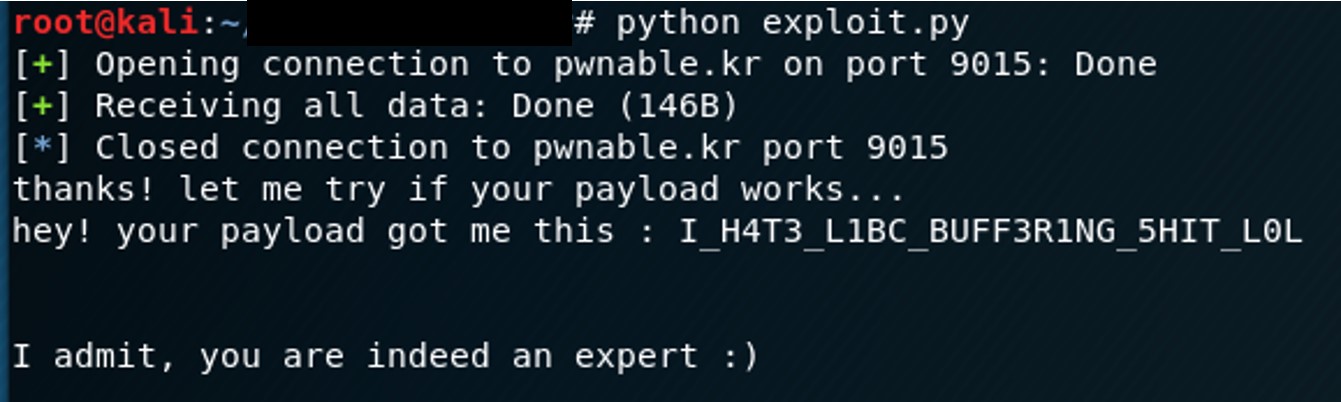 root@kali:~/# python exploit.py
[+] Opening connection to pwnable.kr on port 9015: Done
[+] Receiving all data: Done (146B)
[*] Closed connection to pwnable.kr port 9015
thanks! let me try if your payload works...
hey! your payload got me this : I_H4T3_L1BC_BUFF3R1NG_5HIT_L0L
I admit, you are indeed an expert :)